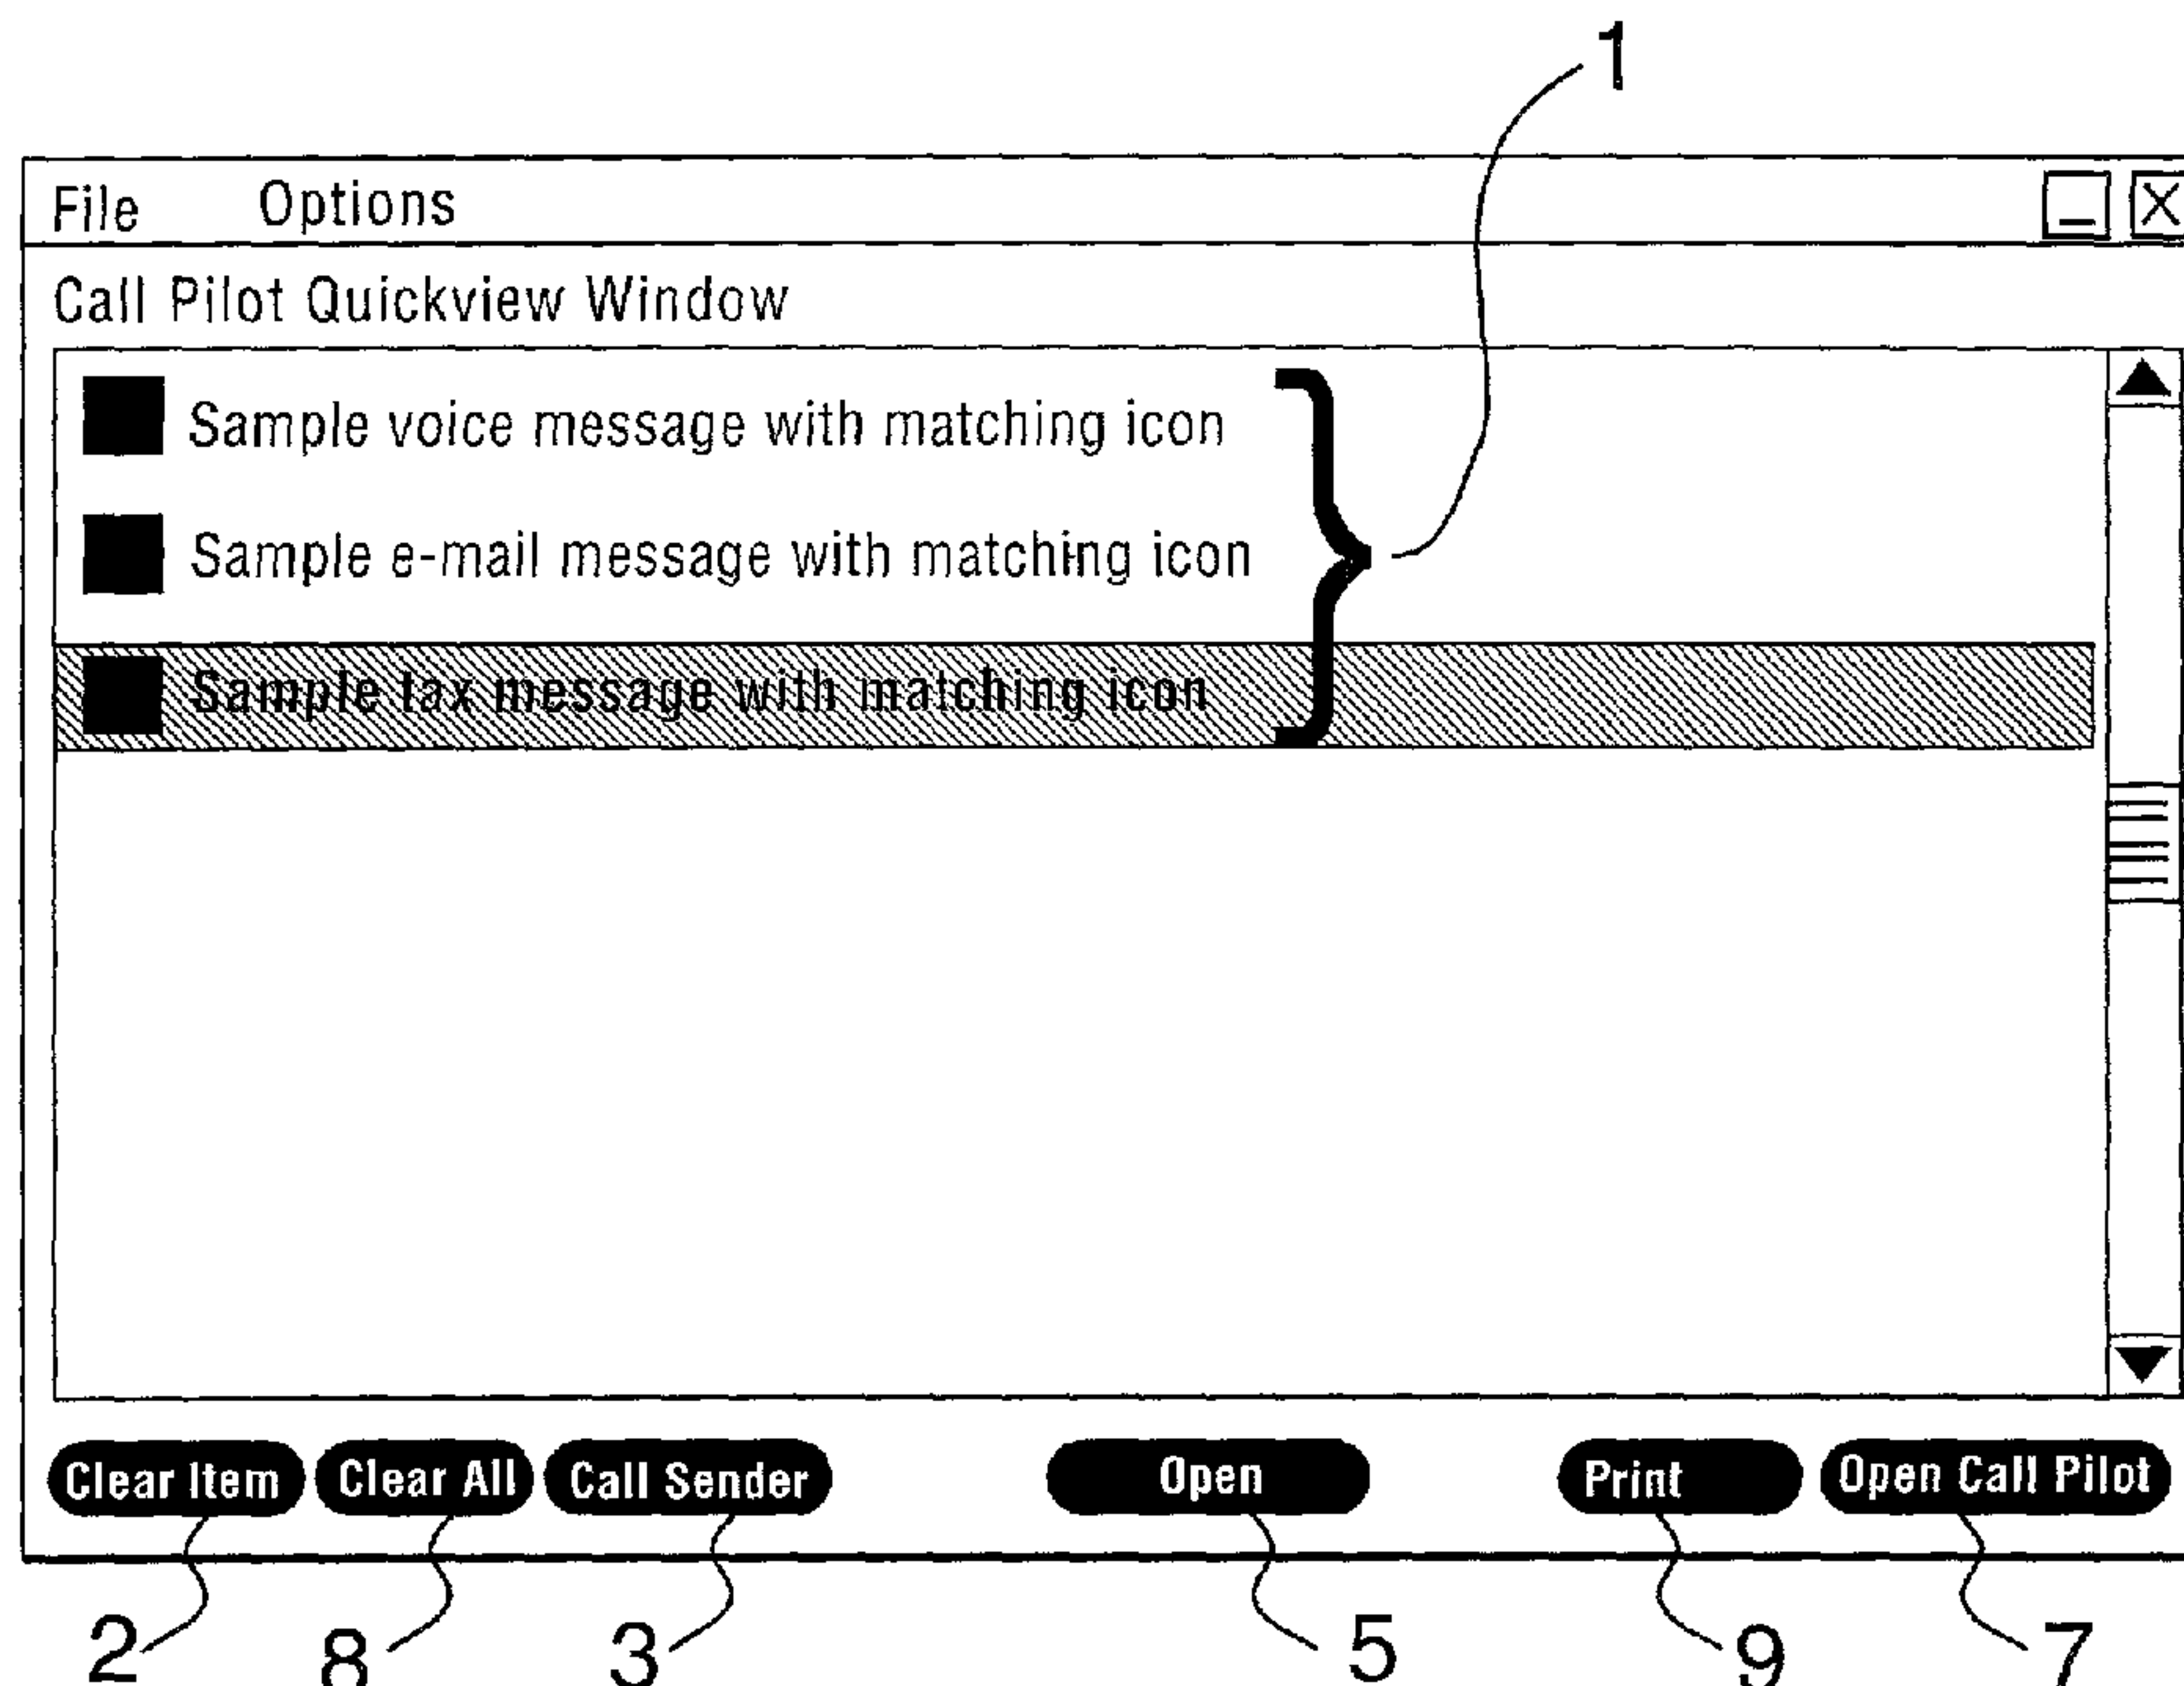 1
File Options
Call Pilot Quickview Window
Sample voice message with matching icon
Sample e-mail message with matching icon
Sample tax message with matching icon
Clear Item Clear All Call Sender Open Print Open Call Pilot
2 8 3 5 9 7